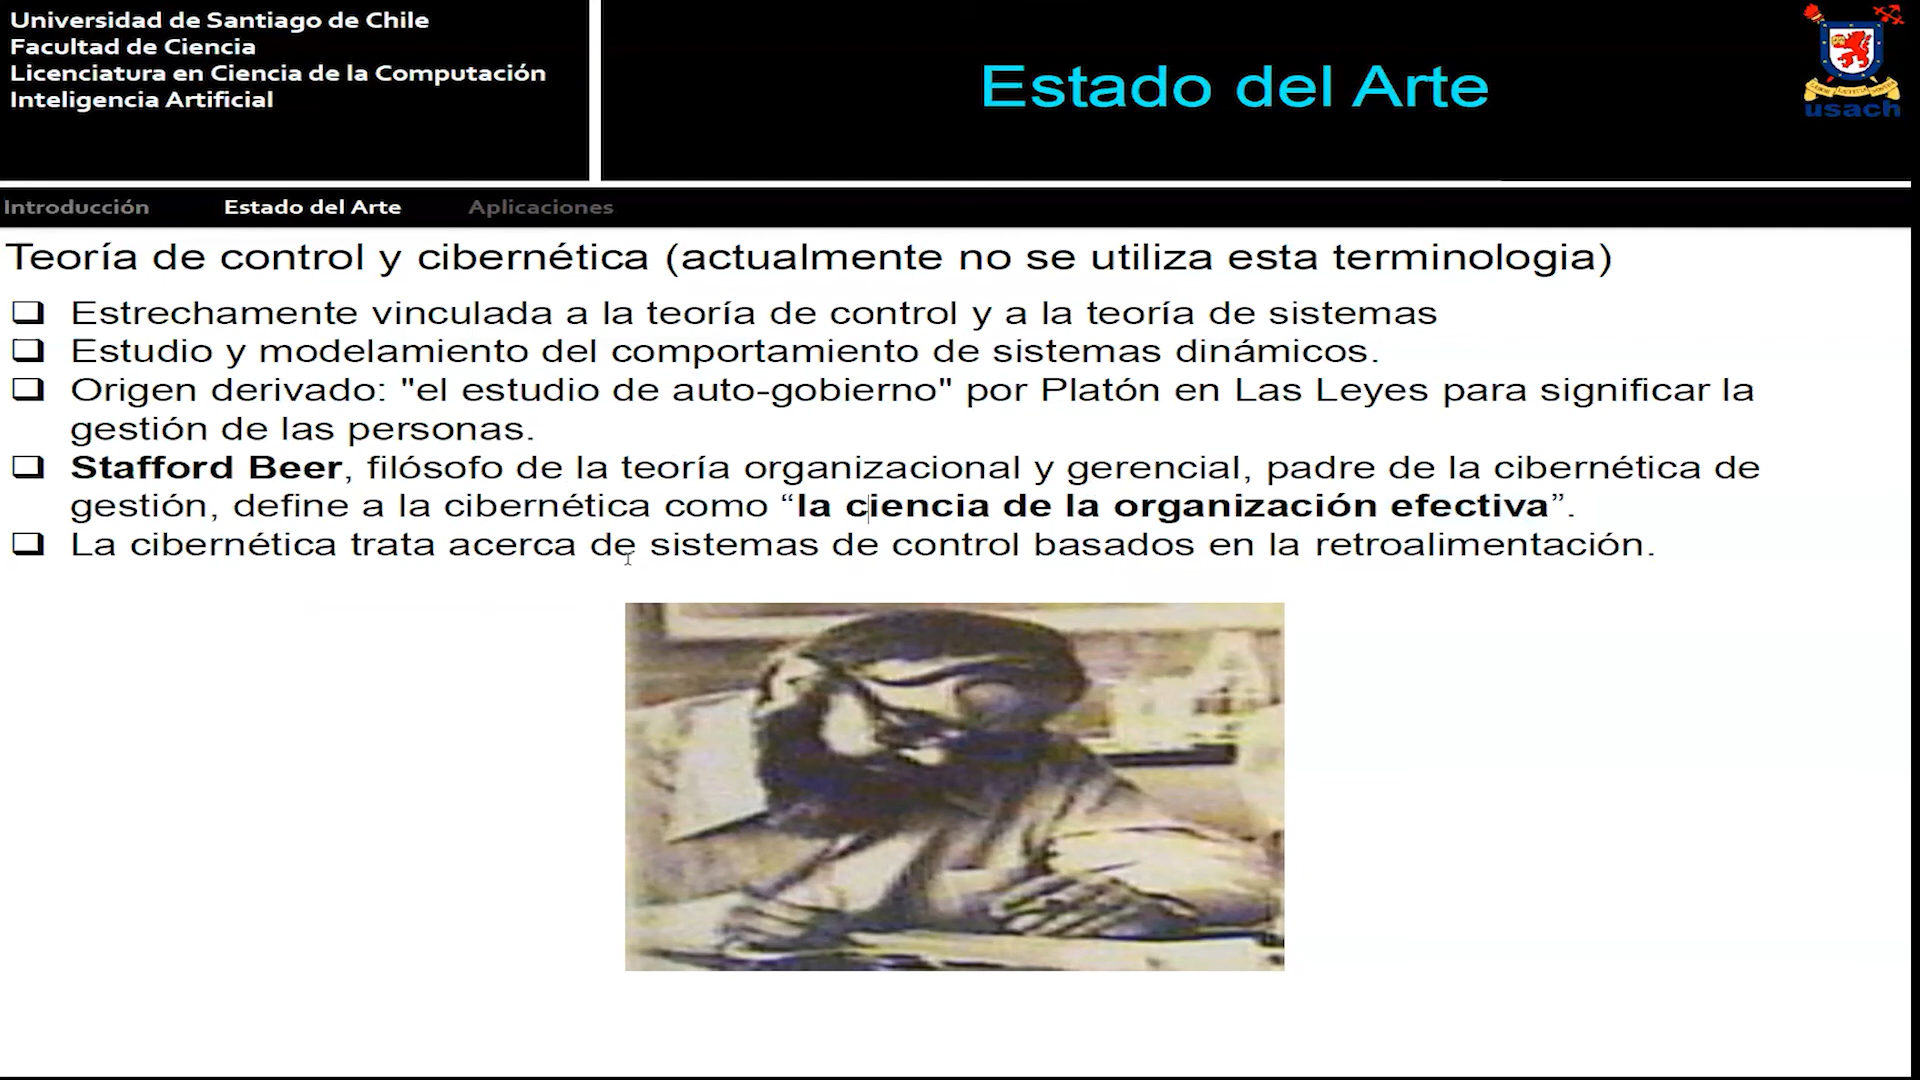 Universidad de Santiago de Chile
Facultad de Ciencia
Licenciatura en Ciencia de la Computación
Inteligencia Artificial
Estado del Arte
usach
Introducción Estado del Arte Aplicaciones
Teoría de control y cibernética (actualmente no se utiliza esta terminologia)
❑ Estrechamente vinculada a la teoría de control y a la teoría de sistemas
❑ Estudio y modelamiento del comportamiento de sistemas dinámicos.
❑ Origen derivado: "el estudio de auto-gobierno" por Platón en Las Leyes para significar la
gestión de las personas.
❑ Stafford Beer, filósofo de la teoría organizacional y gerencial, padre de la cibernética de
gestión, define a la cibernética como “la ciencia de la organización efectiva”.
❑ La cibernética trata acerca de sistemas de control basados en la retroalimentación.